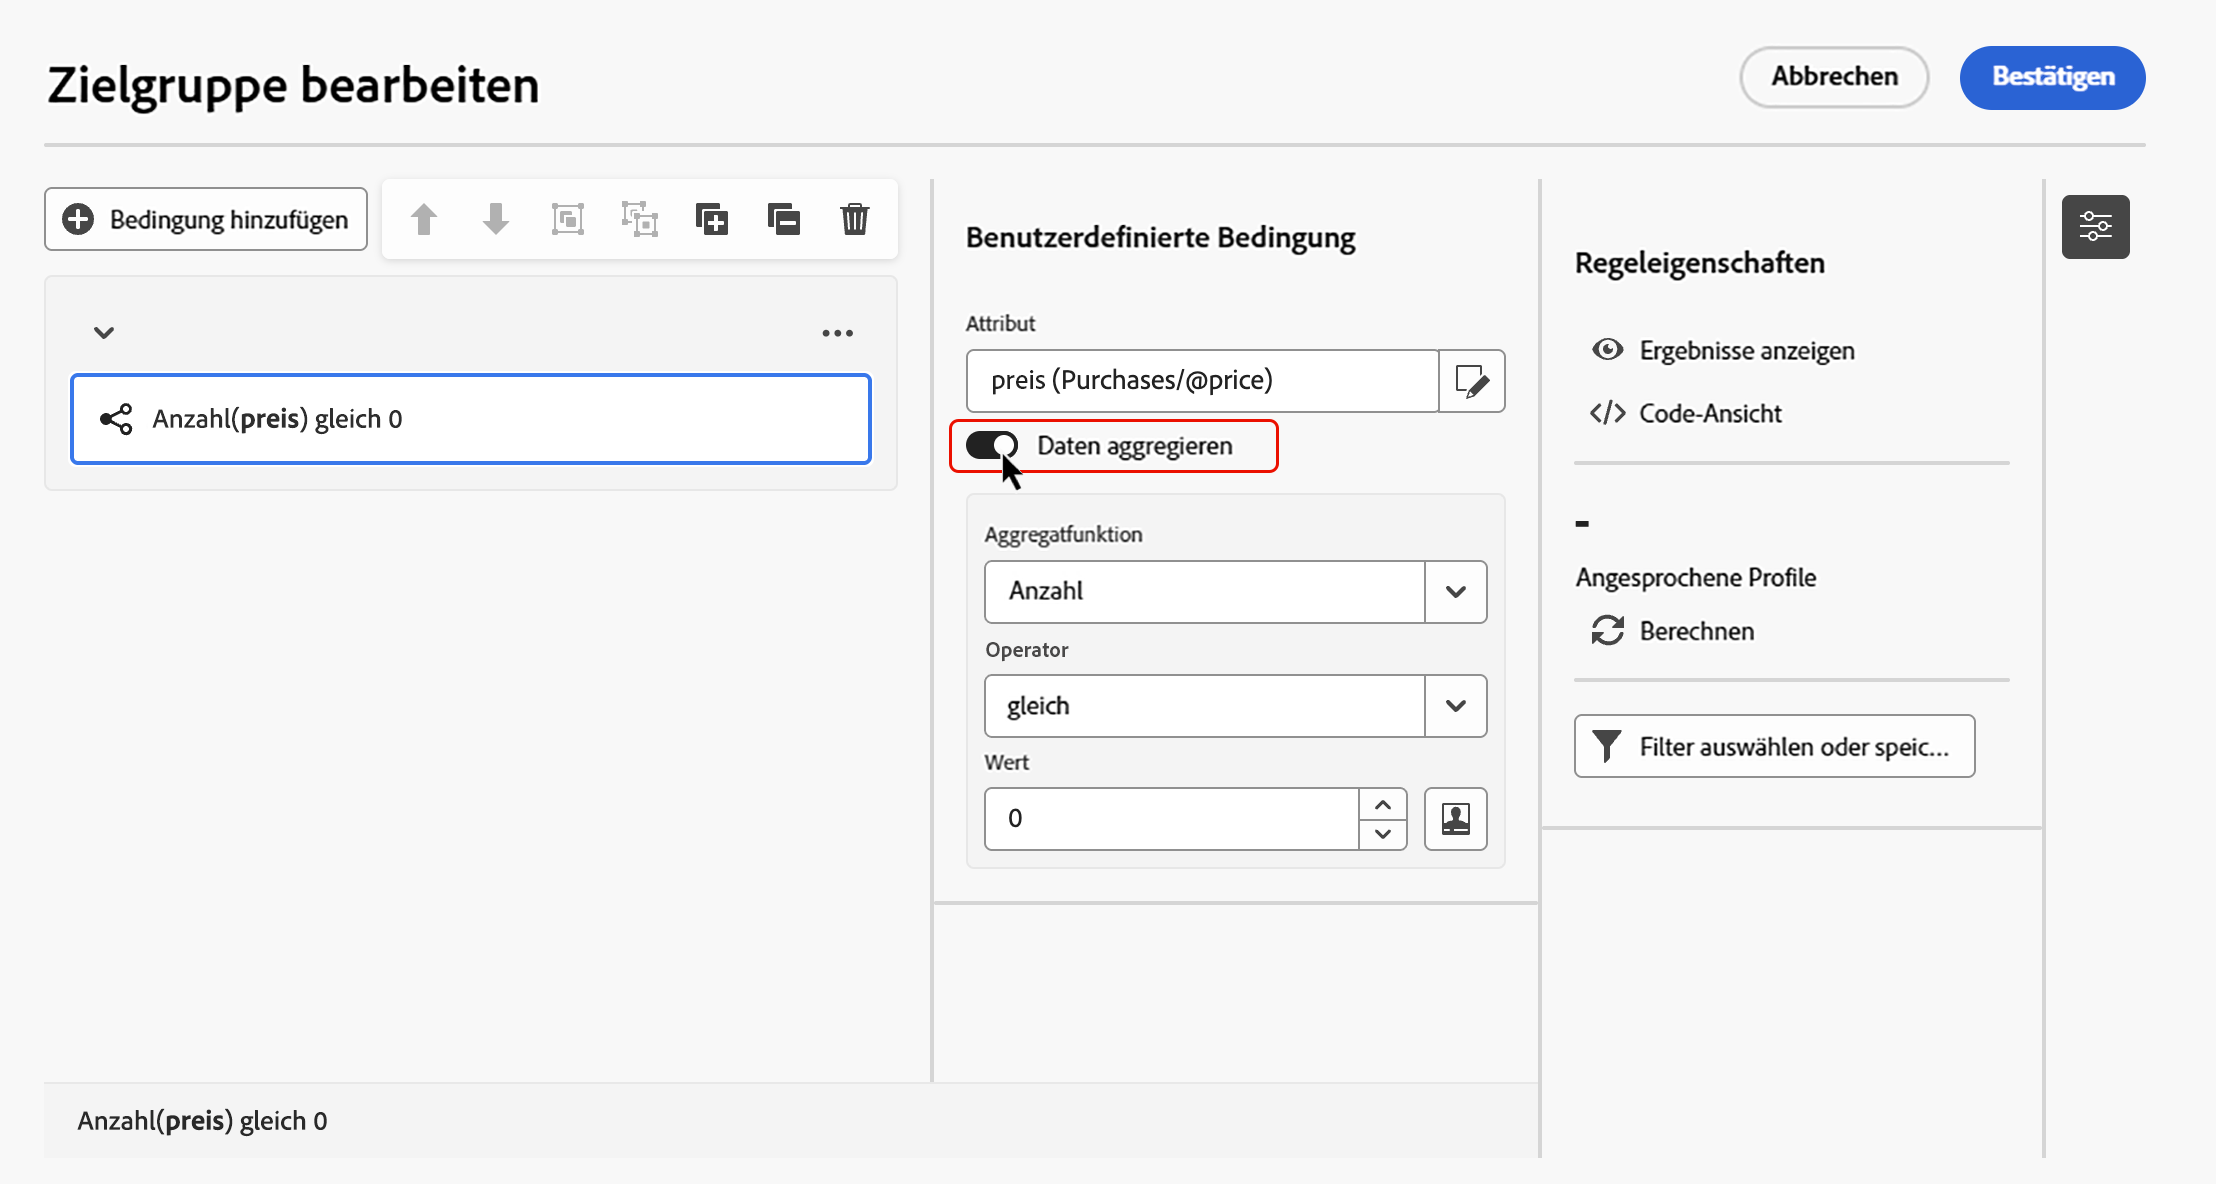 Zielgruppe bearbeiten
Abbrechen
Bestätigen
Bedingung hinzufügen
Anzahl(preis) gleich 0
Benutzerdefinierte Bedingung
Attribut
preis (Purchases/@price)
Daten aggregieren
Aggregatfunktion
Anzahl
Operator
gleich
Wert
0
Regeleigenschaften
Ergebnisse anzeigen
Code-Ansicht
-
Angesprochene Profile
Berechnen
Filter auswählen oder speic...
Anzahl(preis) gleich 0